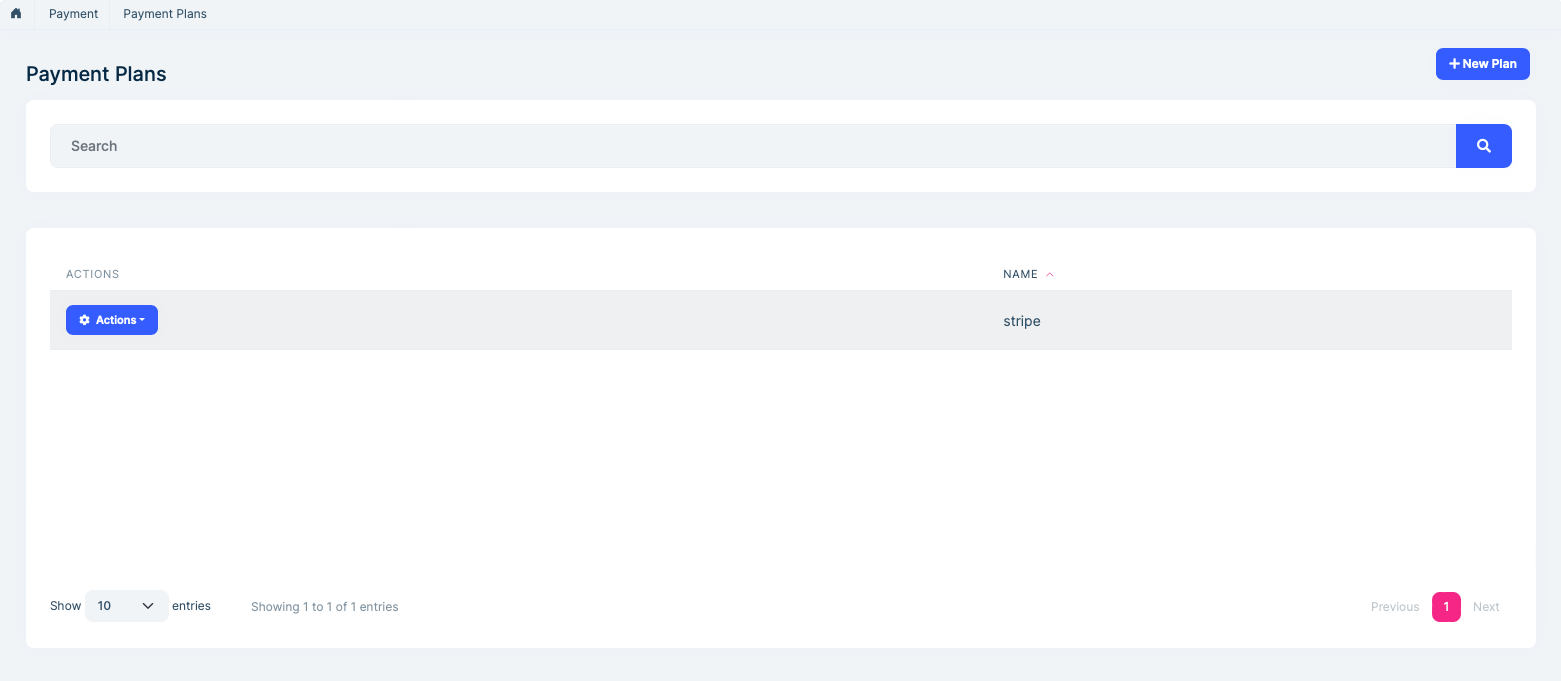 Payment Payment Plans
Payment Plans
New Plan
Search
ACTIONS NAME
Actions stripe
Show 10 entries Showing 1 to 1 of 1 entries Previous 1 Next